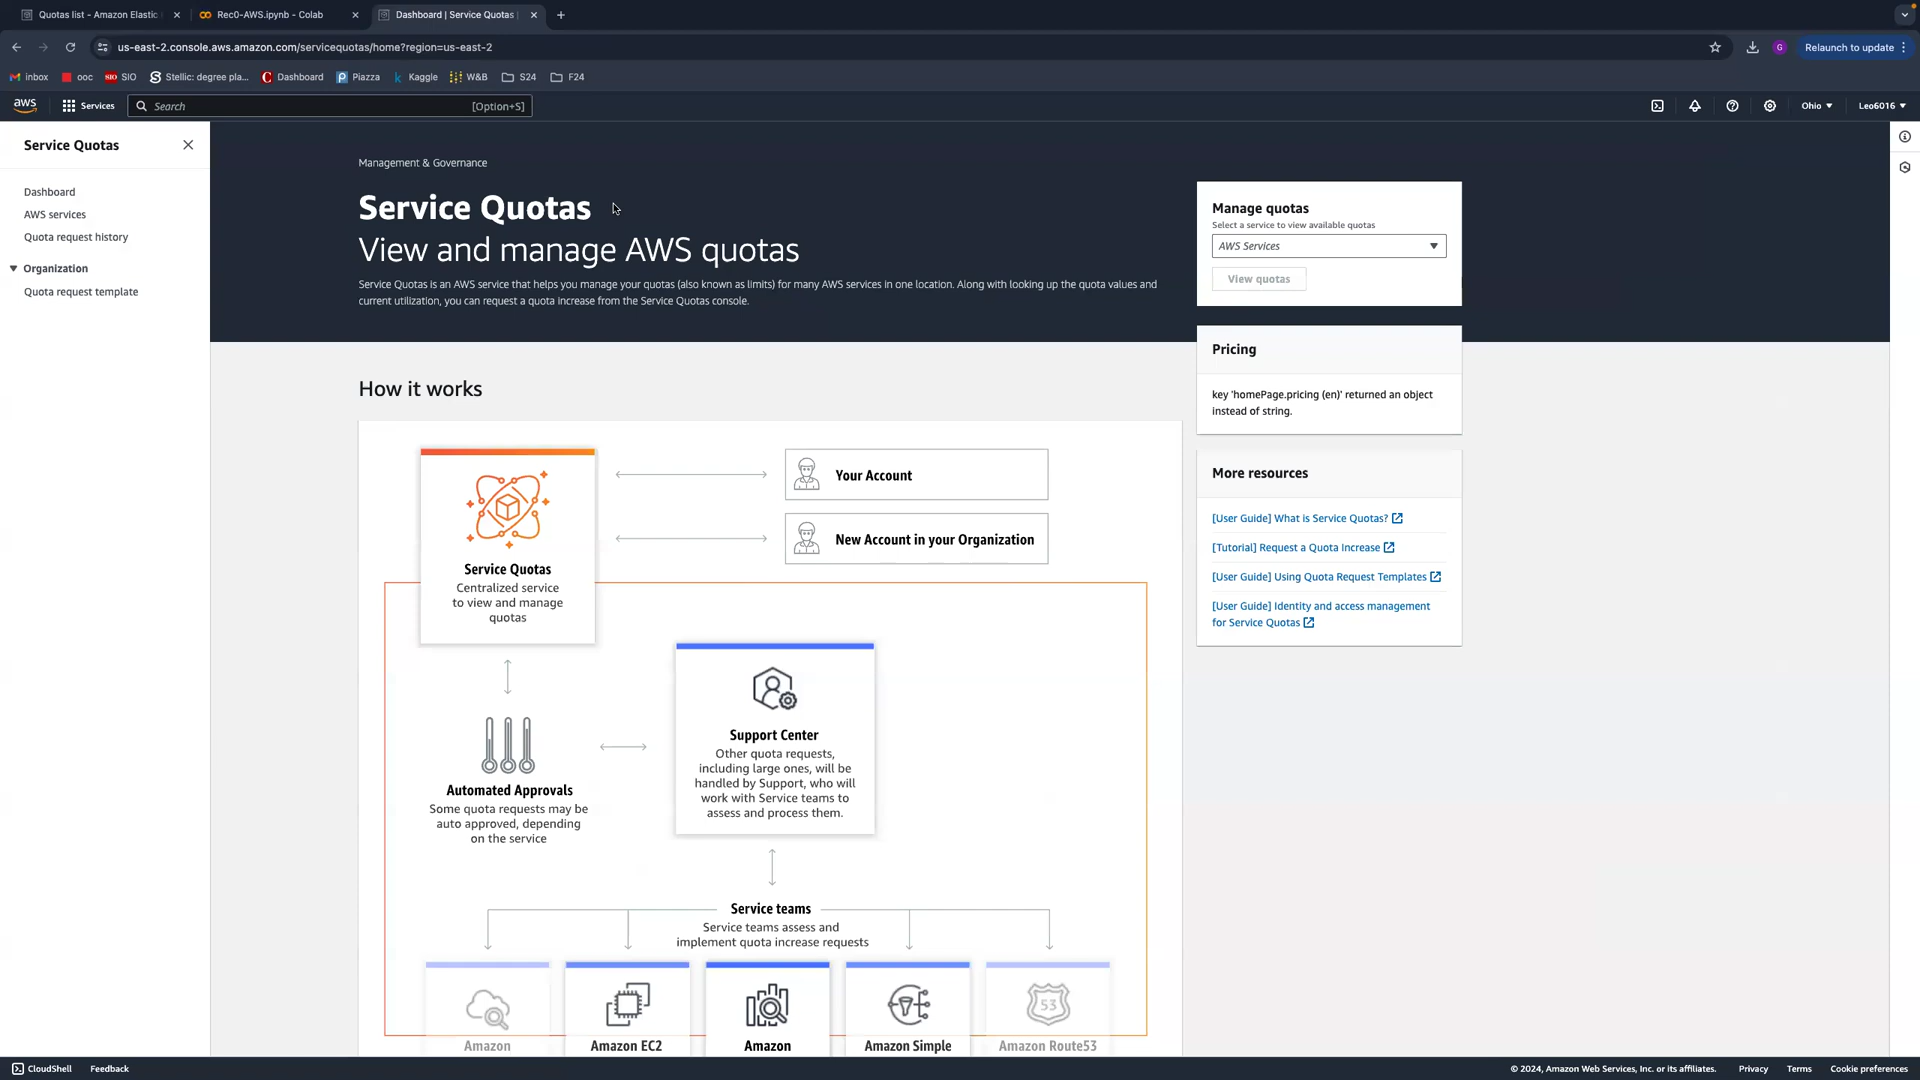 Quotas list - Amazon Elastic
Rec0-AWS.ipynb - Colab
Dashboard | Service Quotas |
us-east-2.console.aws.amazon.com/servicequotas/home?region=us-east-2
G
Relaunch to update
inbox
ooc
SIO
SIO
Stellic: degree pla...
Dashboard
Piazza
Kaggle
W&B
S24
F24
aws
Services
Search
[Option+S]
Ohio
Leo6016
Service Quotas
Dashboard
AWS services
Quota request history
Organization
Quota request template
Management & Governance
Service Quotas
View and manage AWS quotas
Service Quotas is an AWS service that helps you manage your quotas (also known as limits) for many AWS services in one location. Along with looking up the quota values and
current utilization, you can request a quota increase from the Service Quotas console.
Manage quotas
Select a service to view available quotas
AWS Services
View quotas
Pricing
key 'homePage.pricing (en)' returned an object
instead of string.
More resources
[User Guide] What is Service Quotas?
[Tutorial] Request a Quota Increase
[User Guide] Using Quota Request Templates
[User Guide] Identity and access management
for Service Quotas
How it works
Your Account
New Account in your Organization
Service Quotas
Centralized service
to view and manage
quotas
Automated Approvals
Some quota requests may be
auto approved, depending
on the service
Support Center
Other quota requests,
including large ones, will be
handled by Support, who will
work with Service teams to
assess and process them.
Service teams
Service teams assess and
implement quota increase requests
53
Amazon
Amazon EC2
Amazon
Amazon Simple
Amazon Route53
CloudShell
Feedback
© 2024, Amazon Web Services, Inc. or its affiliates.
Privacy
Terms
Cookie preferences